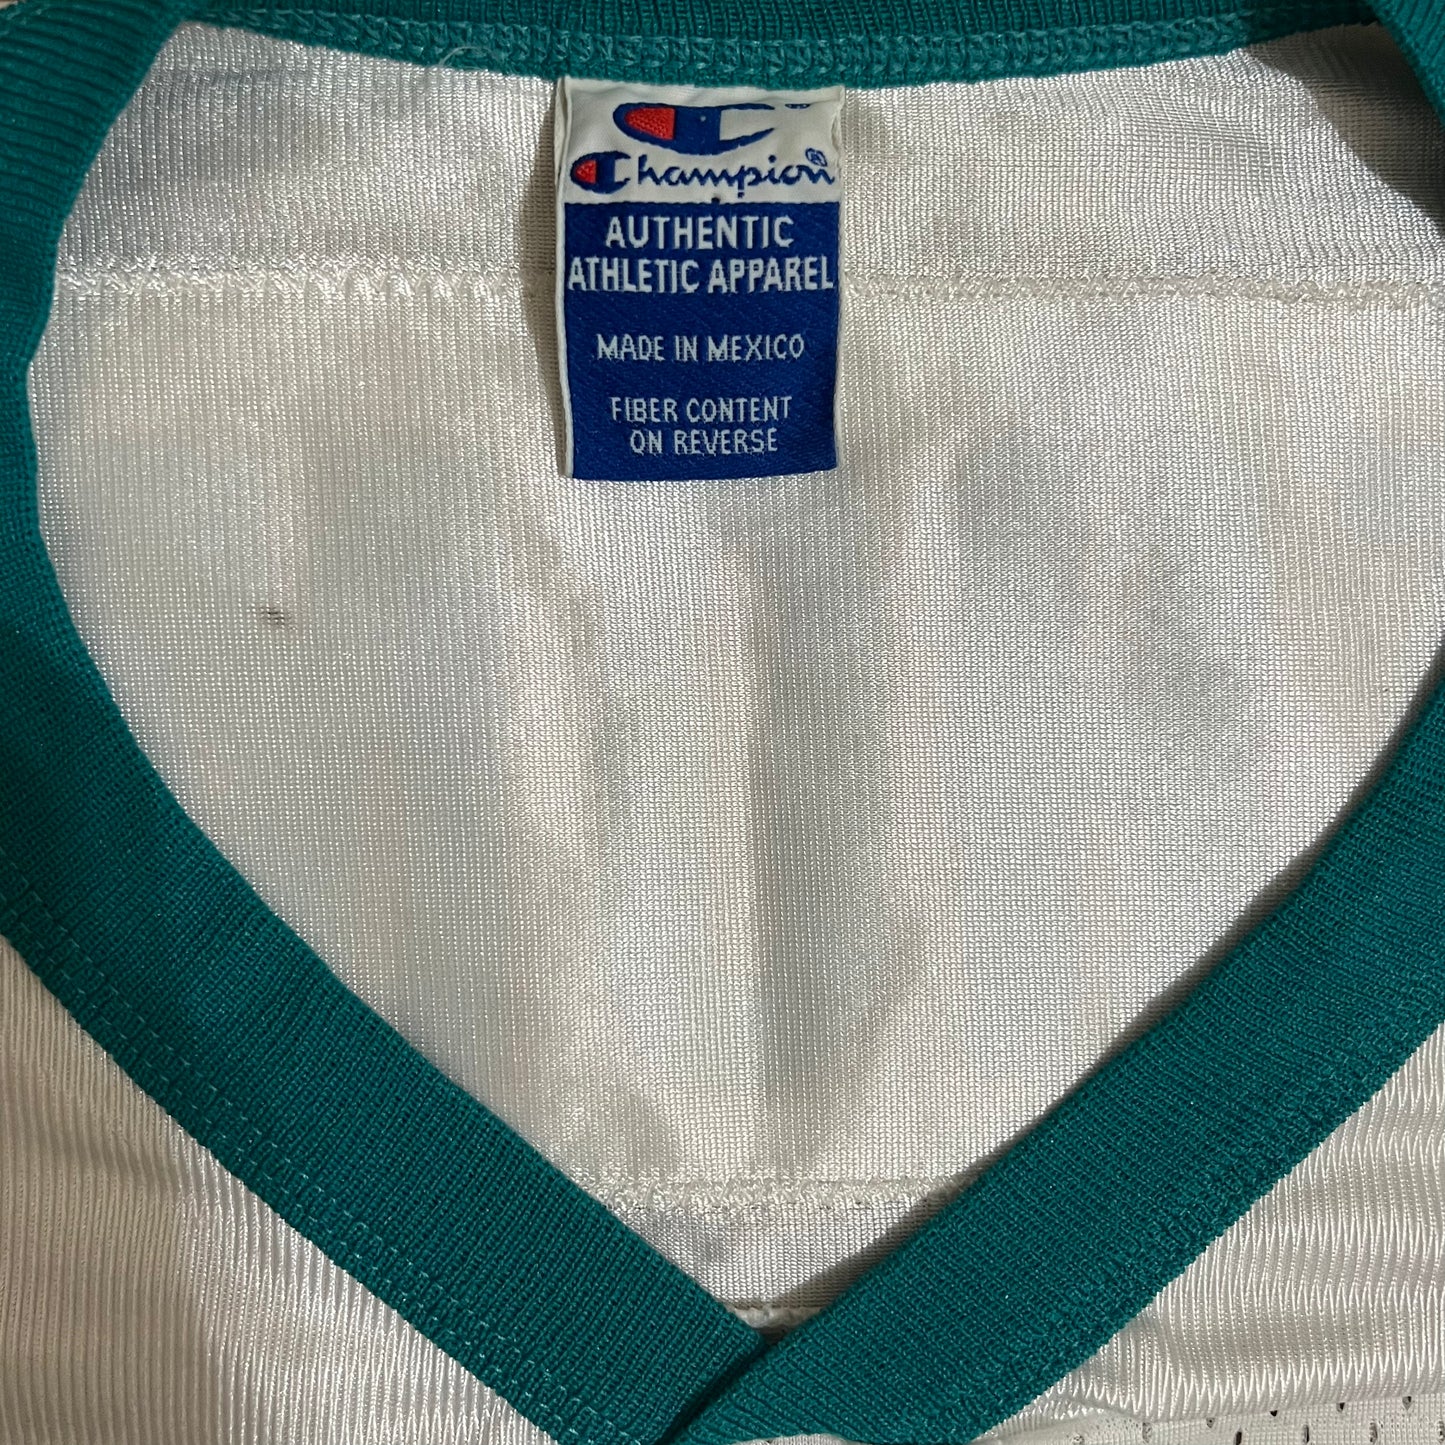 Champion®
AUTHENTIC
ATHLETIC APPAREL
MADE IN MEXICO
FIBER CONTENT
ON REVERSE